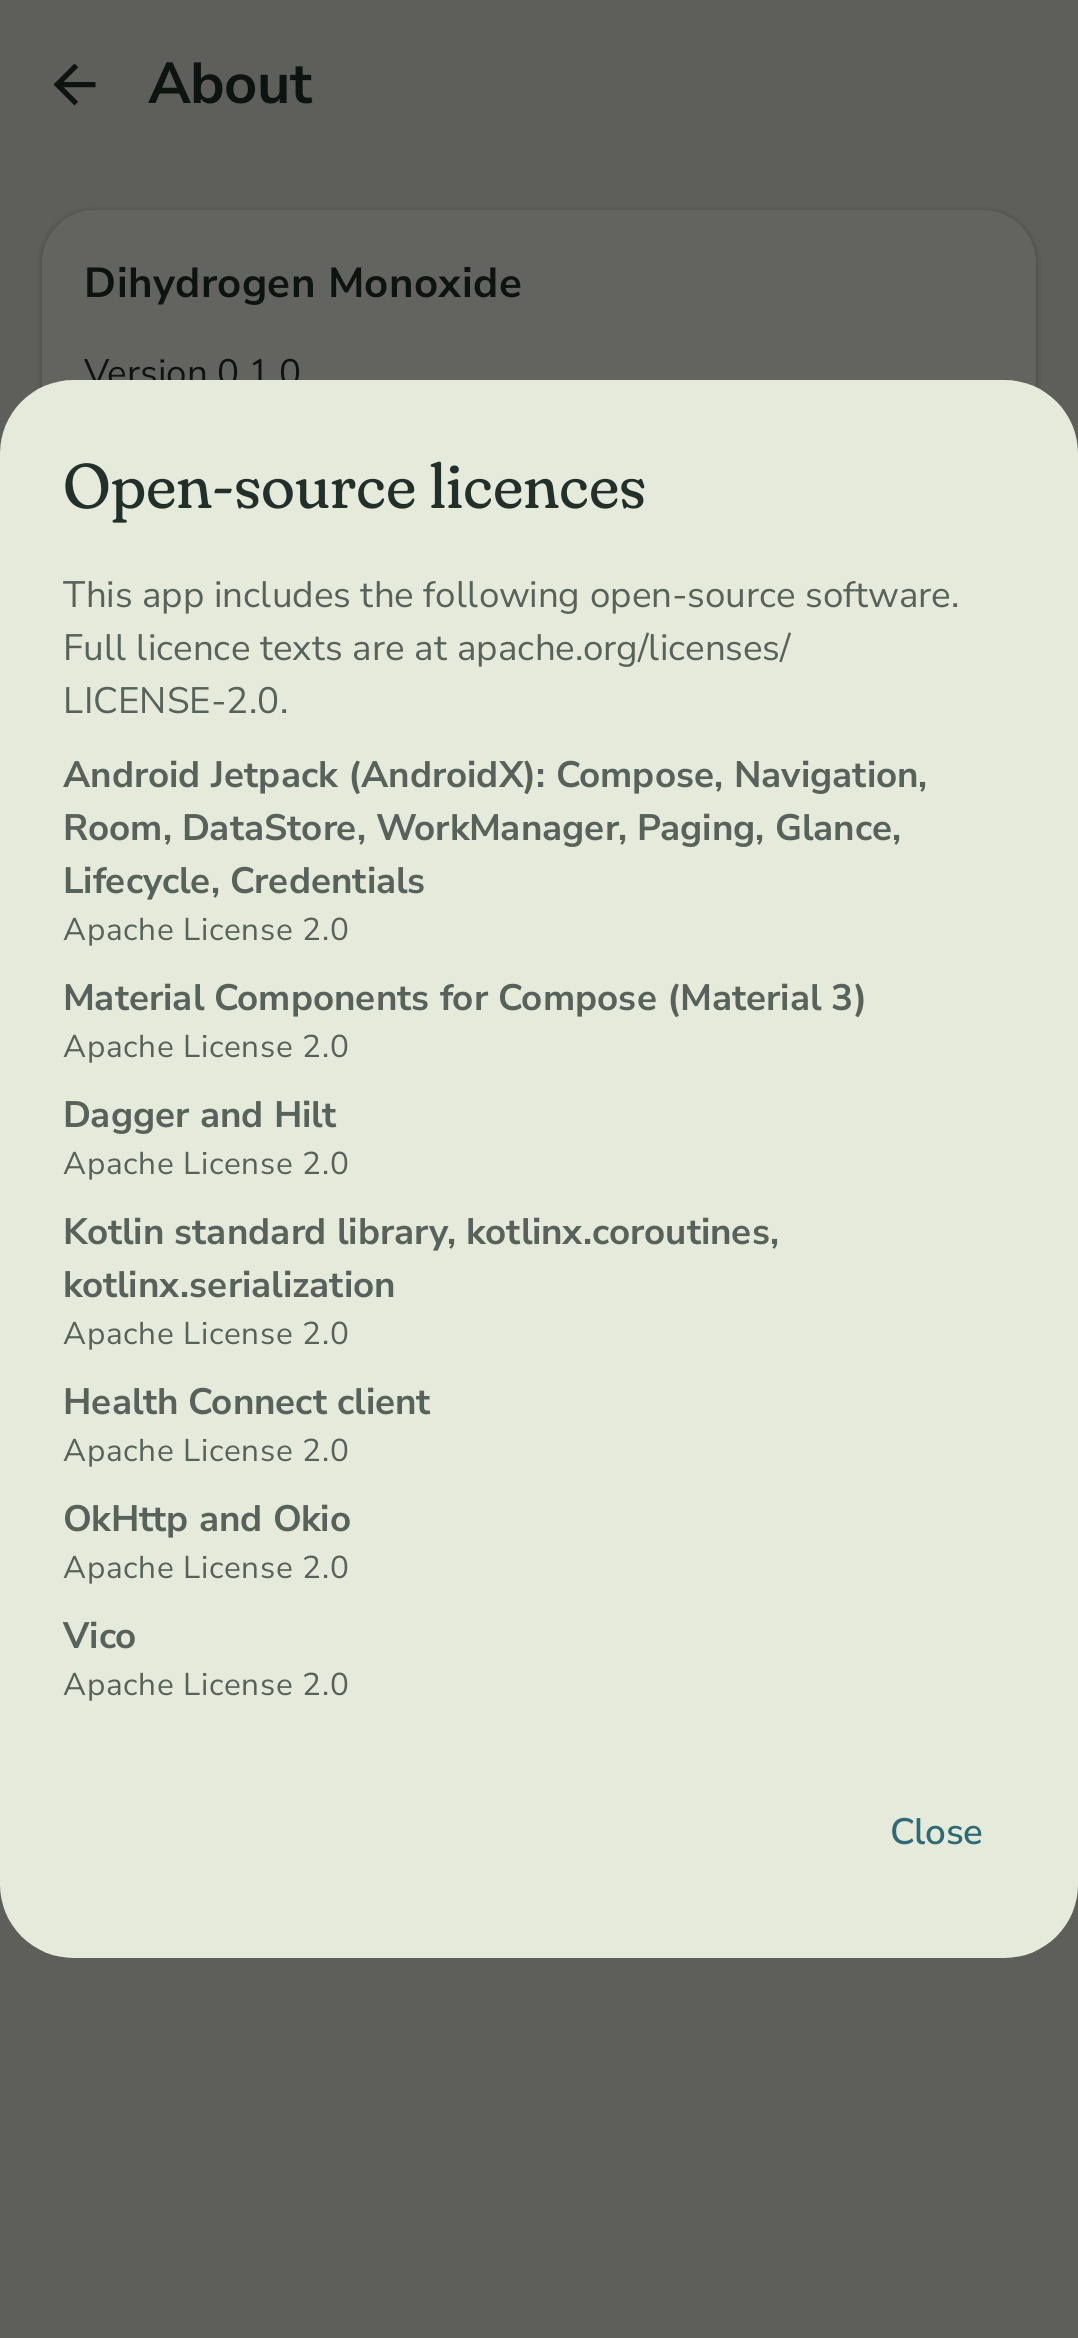 About
Dihydrogen Monoxide
Version 0.1.0
Open-source licences
This app includes the following open-source software.
Full licence texts are at apache.org/licenses/
LICENSE-2.0.
Android Jetpack (AndroidX): Compose, Navigation,
Room, DataStore, WorkManager, Paging, Glance,
Lifecycle, Credentials
Apache License 2.0
Material Components for Compose (Material 3)
Apache License 2.0
Dagger and Hilt
Apache License 2.0
Kotlin standard library, kotlinx.coroutines,
kotlinx.serialization
Apache License 2.0
Health Connect client
Apache License 2.0
OkHttp and Okio
Apache License 2.0
Vico
Apache License 2.0
Close